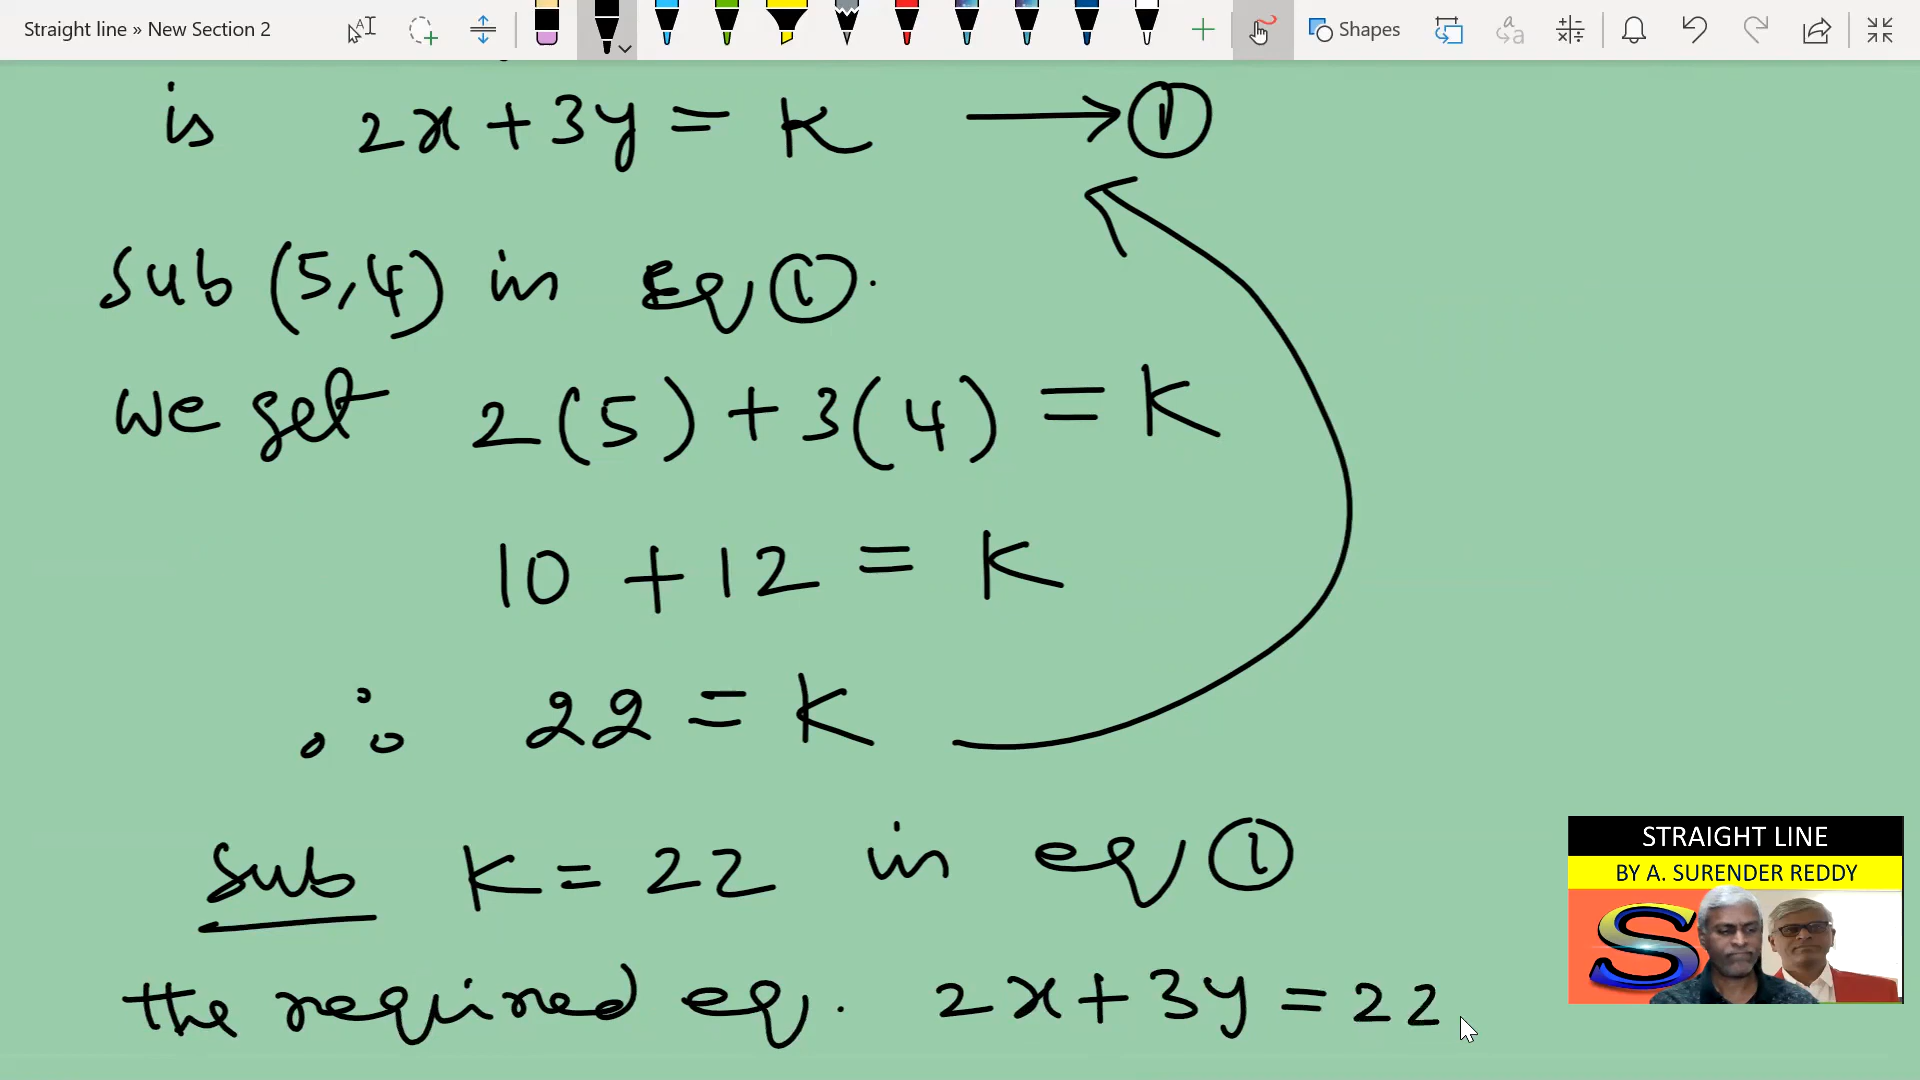 Straight line » New Section 2
Shapes
is 2x + 3y = K → ①
Sub (5,4) in eq ①.
We get 2(5) + 3(4) = K
10 + 12 = K
∴ 22 = K
Sub K = 22 in eq ①
the required eq. 2x + 3y = 22
STRAIGHT LINE
BY A. SURENDER REDDY
S